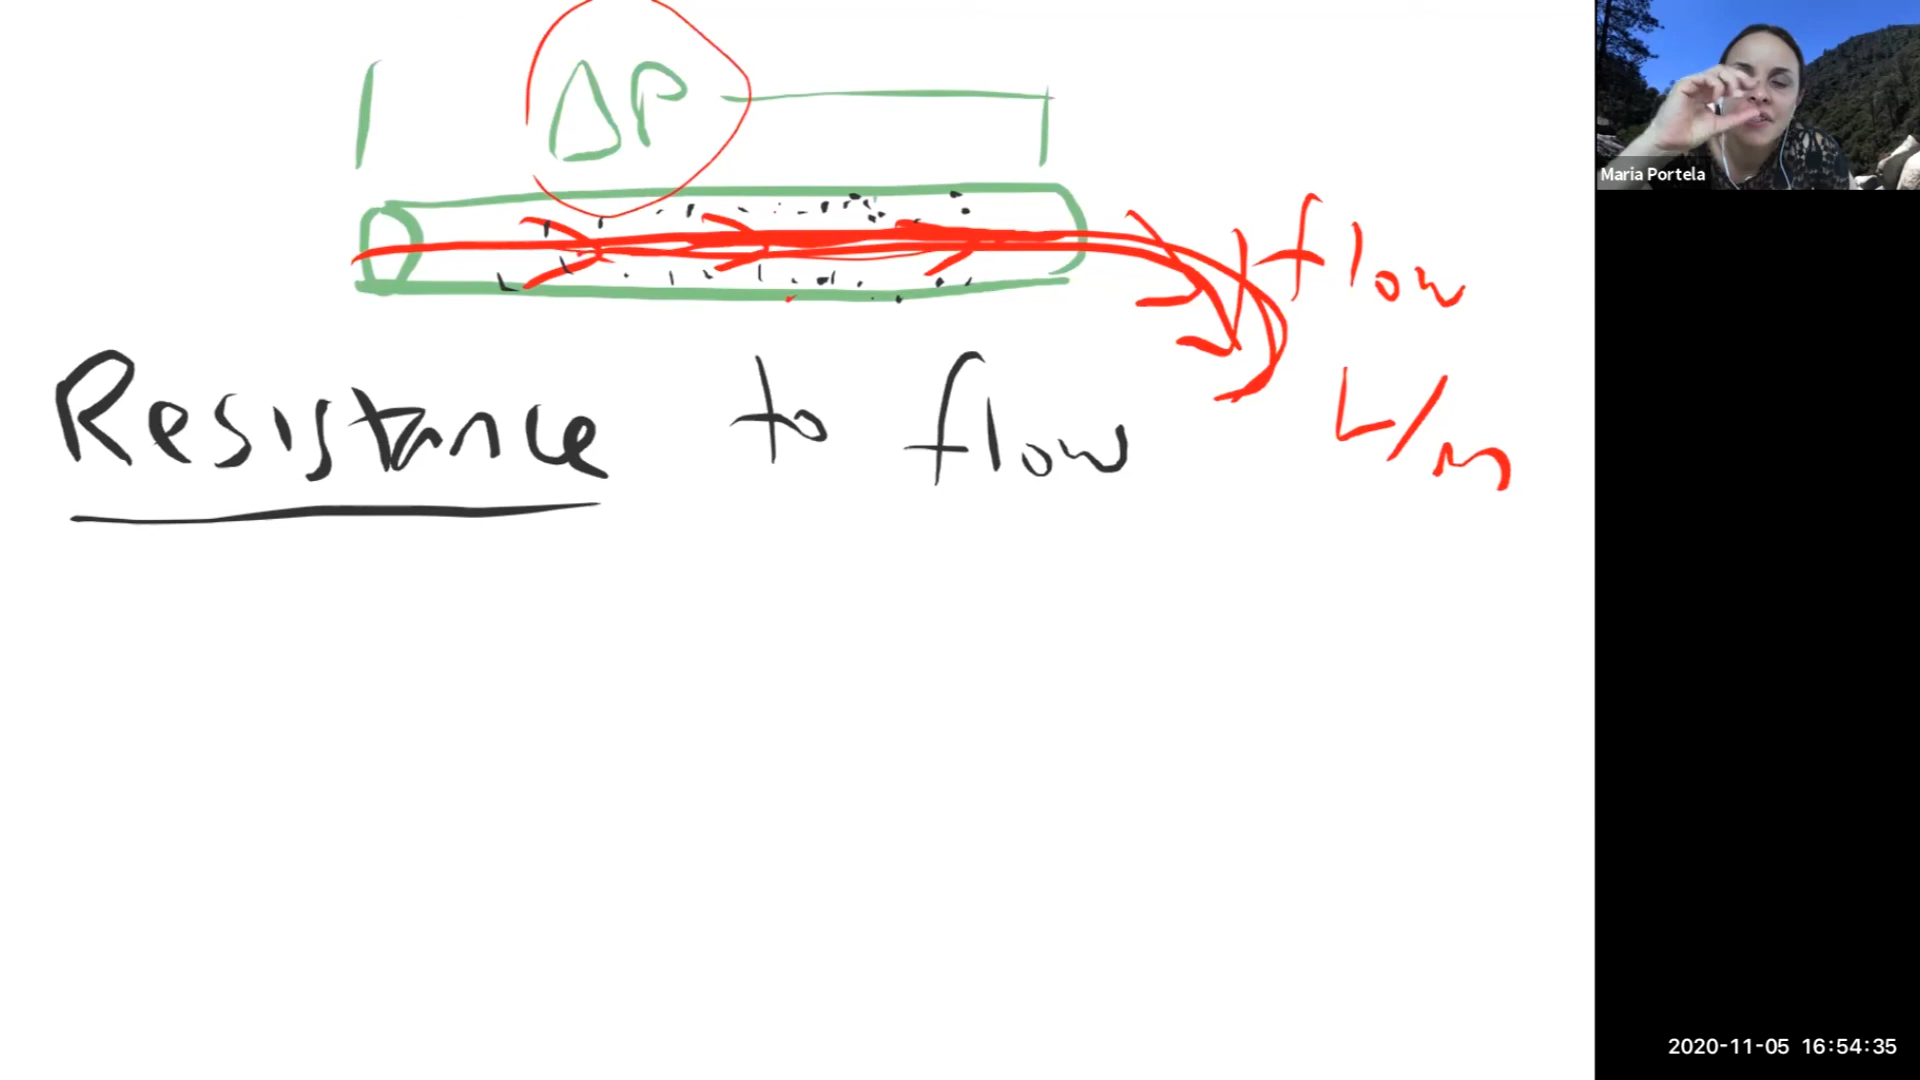 ΔP
Maria Portela
flow
L/m
Resistance to flow
2020-11-05 16:54:35